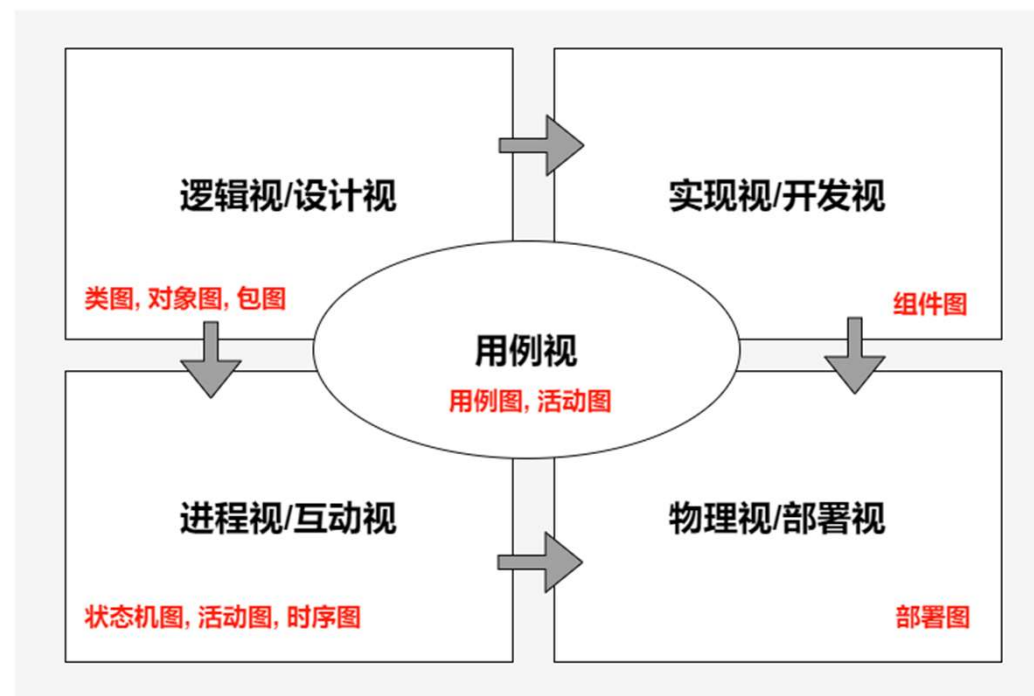 逻辑视/设计视
类图, 对象图, 包图
实现视/开发视
组件图
用例视
用例图, 活动图
进程视/互动视
状态机图, 活动图, 时序图
物理视/部署视
部署图